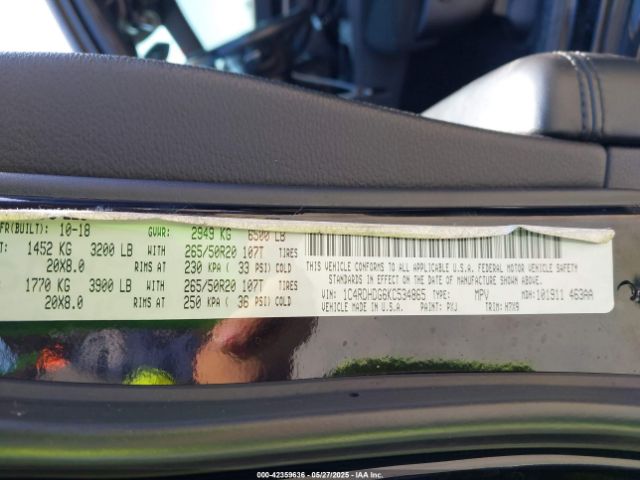 FR(BUILT): 10-18 GVWR: 2949 KG 6500 LB
T: 1452 KG 3200 LB WITH 265/50R20 107T TIRES
20X8.0 RIMS AT 230 KPA ( 33 PSI) COLD
: 1770 KG 3900 LB WITH 265/50R20 107T TIRES
20X8.0 RIMS AT 250 KPA ( 36 PSI) COLD
THIS VEHICLE CONFORMS TO ALL APPLICABLE U.S.A. FEDERAL MOTOR VEHICLE SAFETY
STANDARDS IN EFFECT ON THE DATE OF MANUFACTURE SHOWN ABOVE.
VIN: 1C4RDHDG6KC534865 TYPE: MPV MDH: 101911 463AA
VEHICLE MADE IN U.S.A. PAINT: PXJ TRIM: H7X9
000-42359636 | 05/27/2025 | IAA Inc.